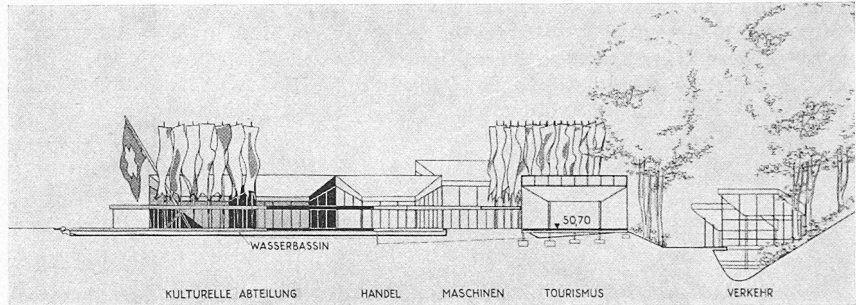 50,70
WASSERBASSIN
KULTURELLE ABTEILUNG HANDEL MASCHINEN TOURISMUS VERKEHR